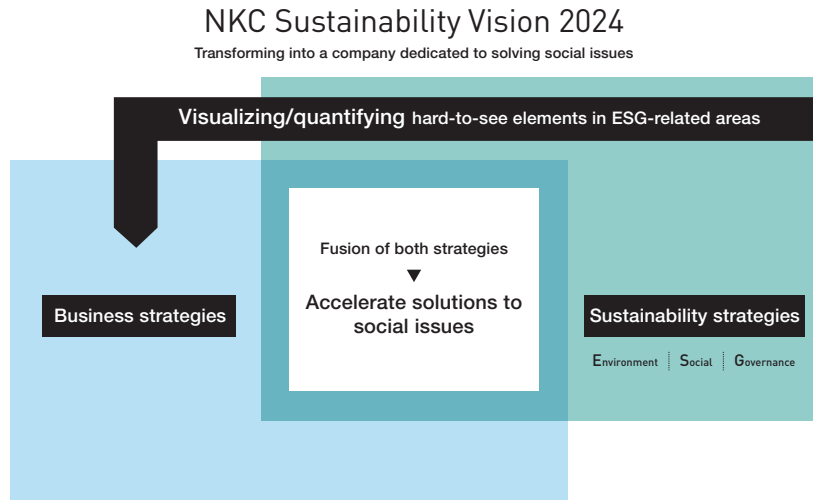 NKC Sustainability Vision 2024
Transforming into a company dedicated to solving social issues
Visualizing/quantifying hard-to-see elements in ESG-related areas
Fusion of both strategies
▼
Accelerate solutions to
social issues
Business strategies
Sustainability strategies
Environment Social Governance